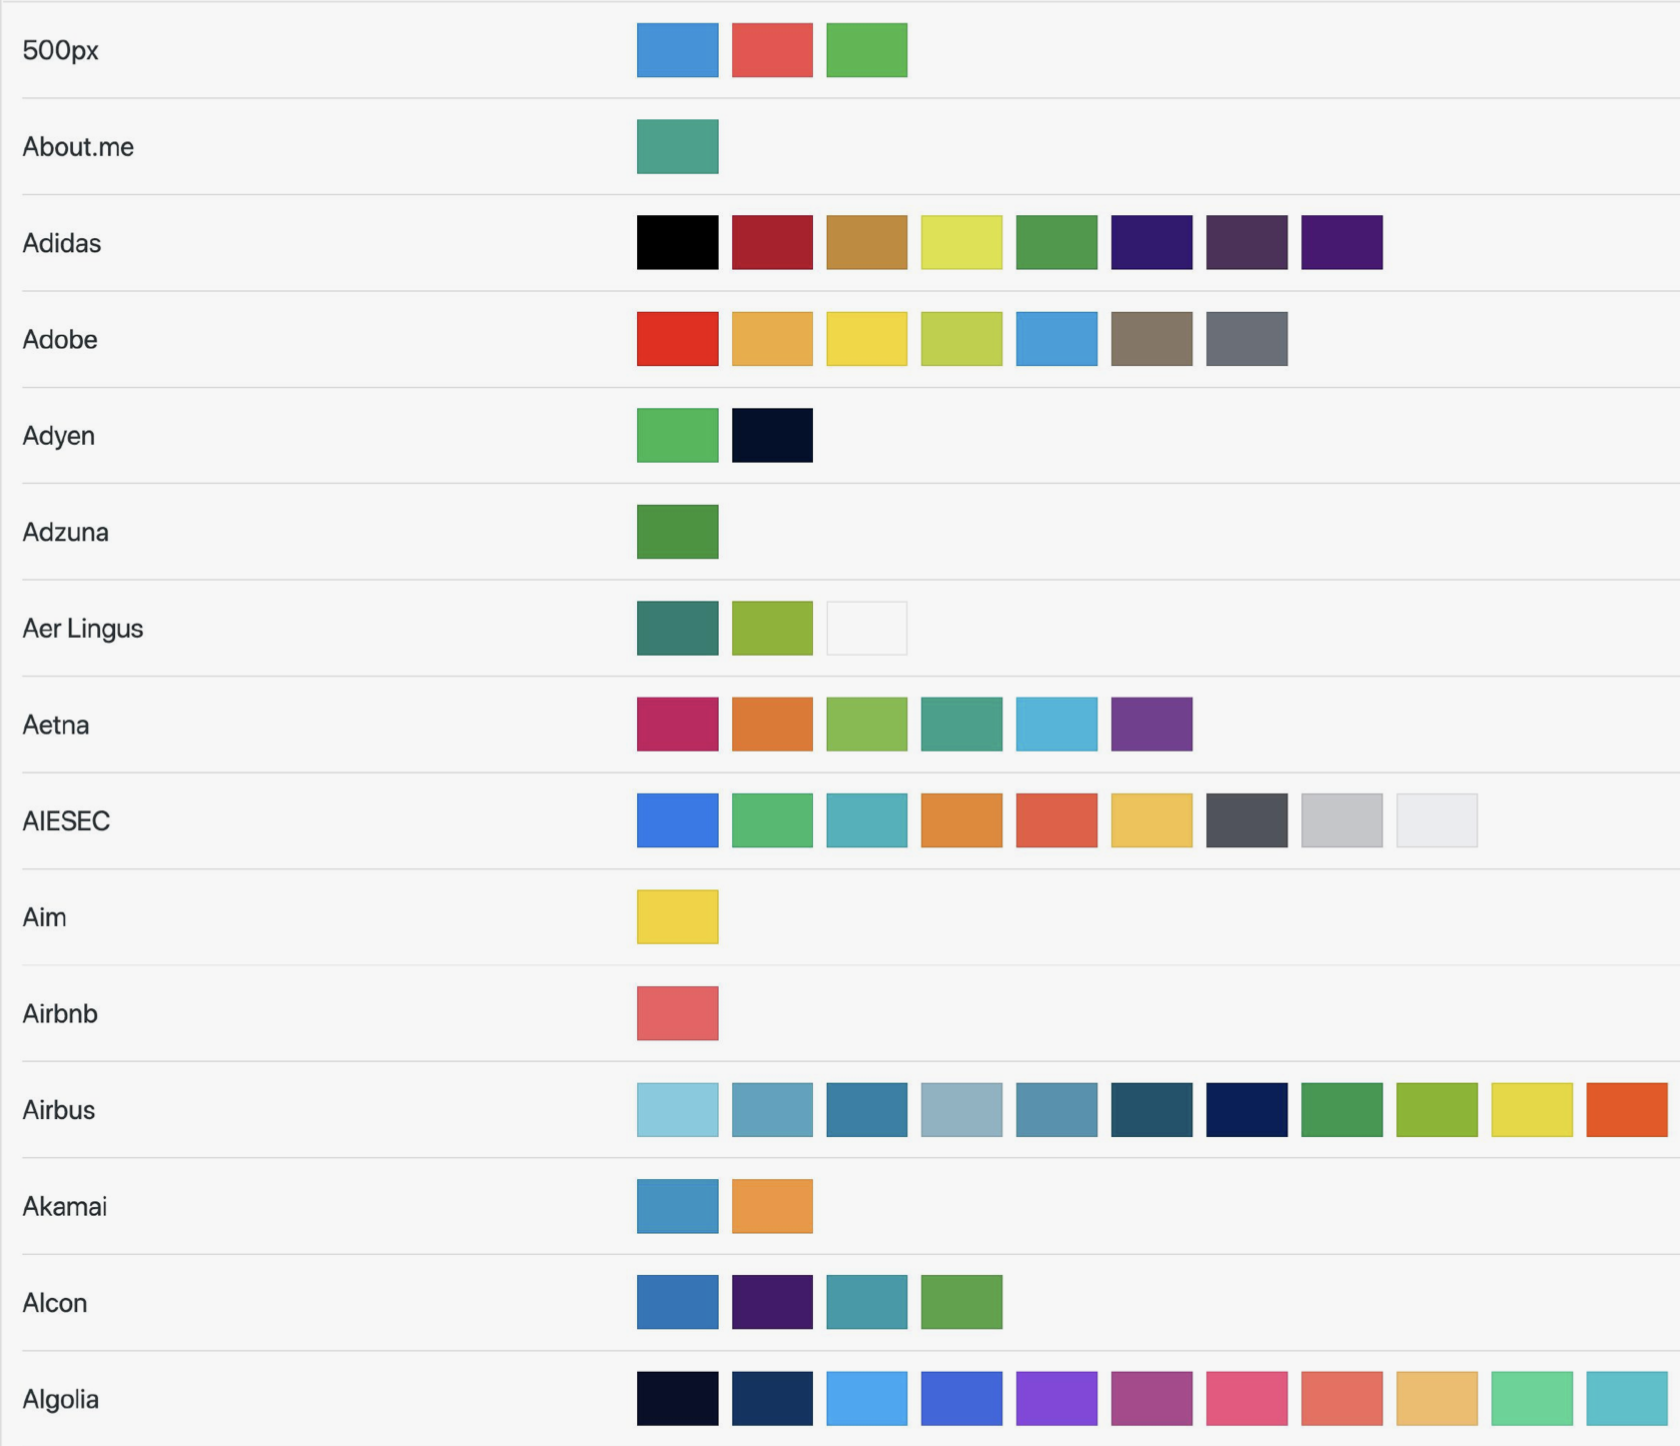 500px
About.me
Adidas
Adobe
Adyen
Adzuna
Aer Lingus
Aetna
AIESEC
Aim
Airbnb
Airbus
Akamai
Alcon
Algolia